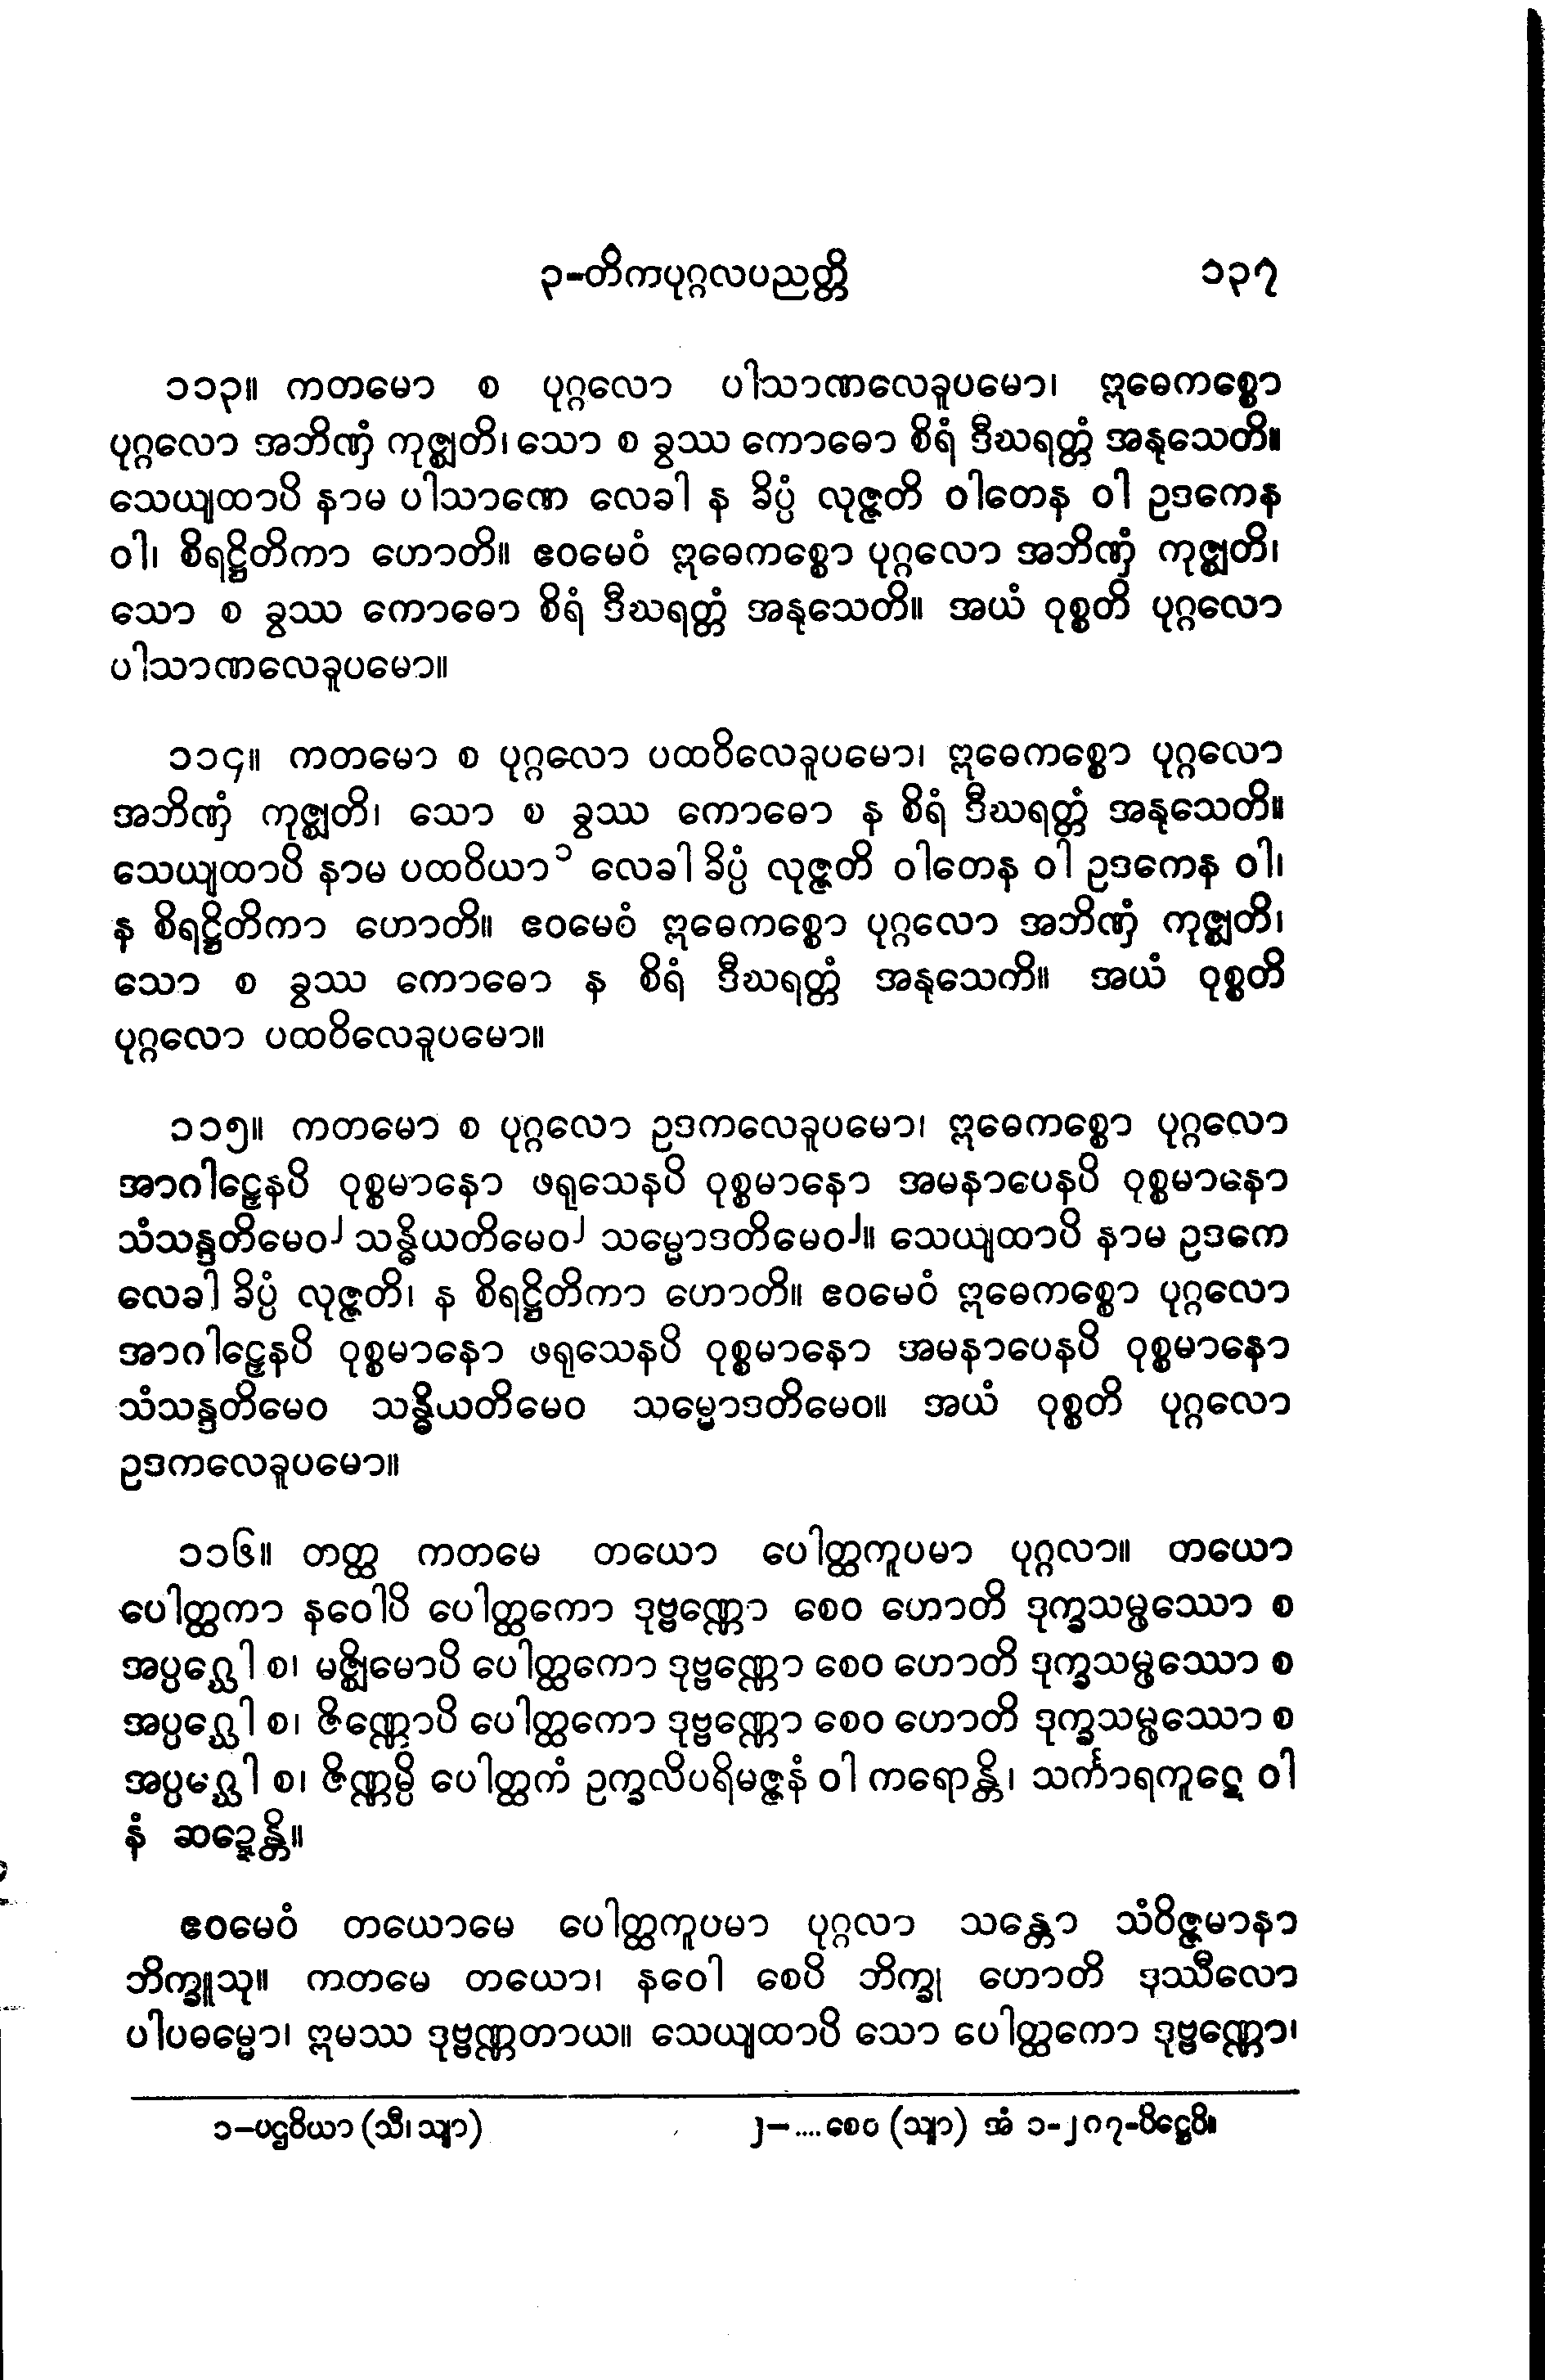 ၃-တိကပုဂ္ဂလပညတ္တိ ၁၃၇
၁၁၃။ ကတမော စ ပုဂ္ဂလော ပါသာဏလေခူပမော၊ ဣဓေကစ္စော
ပုဂ္ဂလော အဘိဏှံ ကုဇ္ဈတိ၊ သော စ ခွဿ ကောဓော စိရံ ဒီဃရတ္တံ အနုသေတိ။
သေယျထာပိ နာမ ပါသာဏေ လေခါ န ခိပ္ပံ လုဇ္ဇတိ ဝါတေန ဝါ ဥဒကေန
ဝါ၊ စိရဋ္ဌိတိကာ ဟောတိ။ ဧဝမေဝံ ဣဓေကစ္စော ပုဂ္ဂလော အဘိဏှံ ကုဇ္ဈတိ၊
သော စ ခွဿ ကောဓော စိရံ ဒီဃရတ္တံ အနုသေတိ။ အယံ ဝုစ္စတိ ပုဂ္ဂလော
ပါသာဏလေခူပမော။
၁၁၄။ ကတမော စ ပုဂ္ဂလော ပထဝိလေခူပမော၊ ဣဓေကစ္စော ပုဂ္ဂလော
အဘိဏှံ ကုဇ္ဈတိ၊ သော စ ခွဿ ကောဓော န စိရံ ဒီဃရတ္တံ အနုသေတိ။
သေယျထာပိ နာမ ပထဝိယာ၁ လေခါ ခိပ္ပံ လုဇ္ဇတိ ဝါတေန ဝါ ဥဒကေန ဝါ၊
န စိရဋ္ဌိတိကာ ဟောတိ။ ဧဝမေဝံ ဣဓေကစ္စော ပုဂ္ဂလော အဘိဏှံ ကုဇ္ဈတိ၊
သော စ ခွဿ ကောဓော န စိရံ ဒီဃရတ္တံ အနုသေကိ။ အယံ ဝုစ္စတိ
ပုဂ္ဂလော ပထဝိလေခူပမော။
၁၁၅။ ကတမော စ ပုဂ္ဂလော ဥဒကလေခူပမော၊ ဣဓေကစ္စော ပုဂ္ဂလော
အာဂါဠှေနပိ ဝုစ္စမာနော ဖရုသေနပိ ဝုစ္စမာနော အမနာပေနပိ ဝုစ္စမာနော
သံသန္ဒတိမေဝ၂ သန္ဓိယတိမေဝ၂ သမ္မောဒတိမေဝ၂။ သေယျထာပိ နာမ ဥဒကေ
လေခါ ခိပ္ပံ လုဇ္ဇတိ၊ န စိရဋ္ဌိတိကာ ဟောတိ။ ဧဝမေဝံ ဣဓေကစ္စော ပုဂ္ဂလော
အာဂါဠှေနပိ ဝုစ္စမာနော ဖရုသေနပိ ဝုစ္စမာနော အမနာပေနပိ ဝုစ္စမာနော
သံသန္ဒတိမေဝ သန္ဓိယတိမေဝ သမ္မောဒတိမေဝ။ အယံ ဝုစ္စတိ ပုဂ္ဂလော
ဥဒကလေခူပမော။
၁၁၆။ တတ္ထ ကတမေ တယော ပေါတ္ထကူပမာ ပုဂ္ဂလာ။ တယော
ပေါတ္ထကာ နဝေါပိ ပေါတ္ထကော ဒုဗ္ဗဏ္ဏော စေဝ ဟောတိ ဒုက္ခသမ္ဖဿော စ
အပ္ပဂ္ဃေါ စ၊ မဇ္ဈိမောပိ ပေါတ္ထကော ဒုဗ္ဗဏ္ဏော စေဝ ဟောတိ ဒုက္ခသမ္ဖဿော စ
အပ္ပဂ္ဃေါ စ၊ ဇိဏ္ဏောပိ ပေါတ္ထကော ဒုဗ္ဗဏ္ဏော စေဝ ဟောတိ ဒုက္ခသမ္ဖဿော စ
အပ္ပဂ္ဃေါ စ၊ ဇိဏ္ဏမ္ပိ ပေါတ္ထကံ ဥက္ခလိပရိမဇ္ဇနံ ဝါ ကရောန္တိ၊ သင်္ကာရကူဋေ ဝါ
နံ ဆဍ္ဍေန္တိ။
ဧဝမေဝံ တယောမေ ပေါတ္ထကူပမာ ပုဂ္ဂလာ သန္တော သံဝိဇ္ဇမာနာ
ဘိက္ခူသု။ ကတမေ တယော၊ နဝေါ စေပိ ဘိက္ခု ဟောတိ ဒုဿီလော
ပါပဓမ္မော၊ ဣမဿ ဒုဗ္ဗဏ္ဏတာယ။ သေယျထာပိ သော ပေါတ္ထကော ဒုဗ္ဗဏ္ဏော၊
၁-ပဌဝိယာ (သီ၊ သျာ) ၂-....စေဝ (သျာ) အံ ၁-၂၈၇-ပိဋ္ဌေပိ။